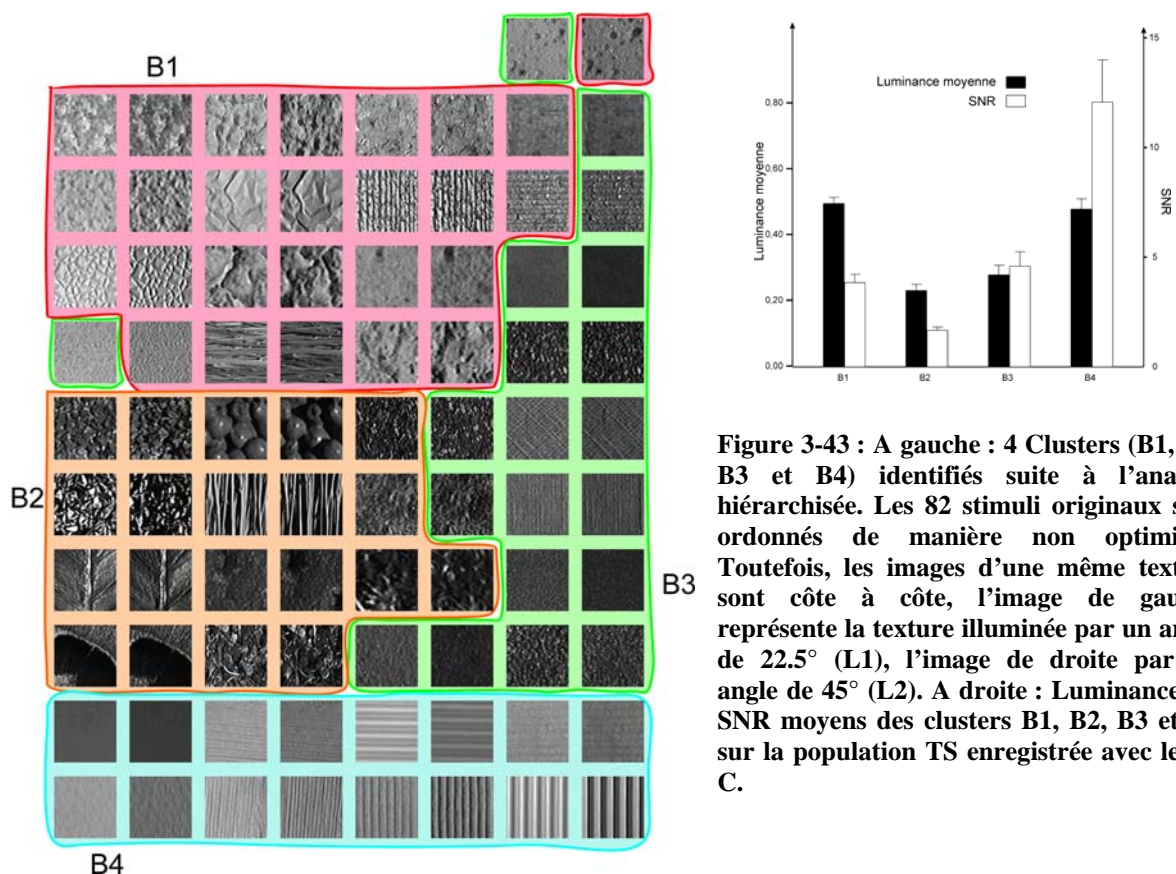 B1
B2
B3
B4
Luminance moyenne
SNR
0,80
0,60
0,40
0,20
0,00
Luminance moyenne
15
10
5
0
SNR
B1 B2 B3 B4
Figure 3-43 : A gauche : 4 Clusters (B1,
B3 et B4) identifiés suite à l’ana
hiérarchisée. Les 82 stimuli originaux s
ordonnés de manière non optimi
Toutefois, les images d’une même text
sont côte à côte, l’image de gau
représente la texture illuminée par un an
de 22.5° (L1), l’image de droite par
angle de 45° (L2). A droite : Luminance
SNR moyens des clusters B1, B2, B3 et
sur la population TS enregistrée avec le
C.